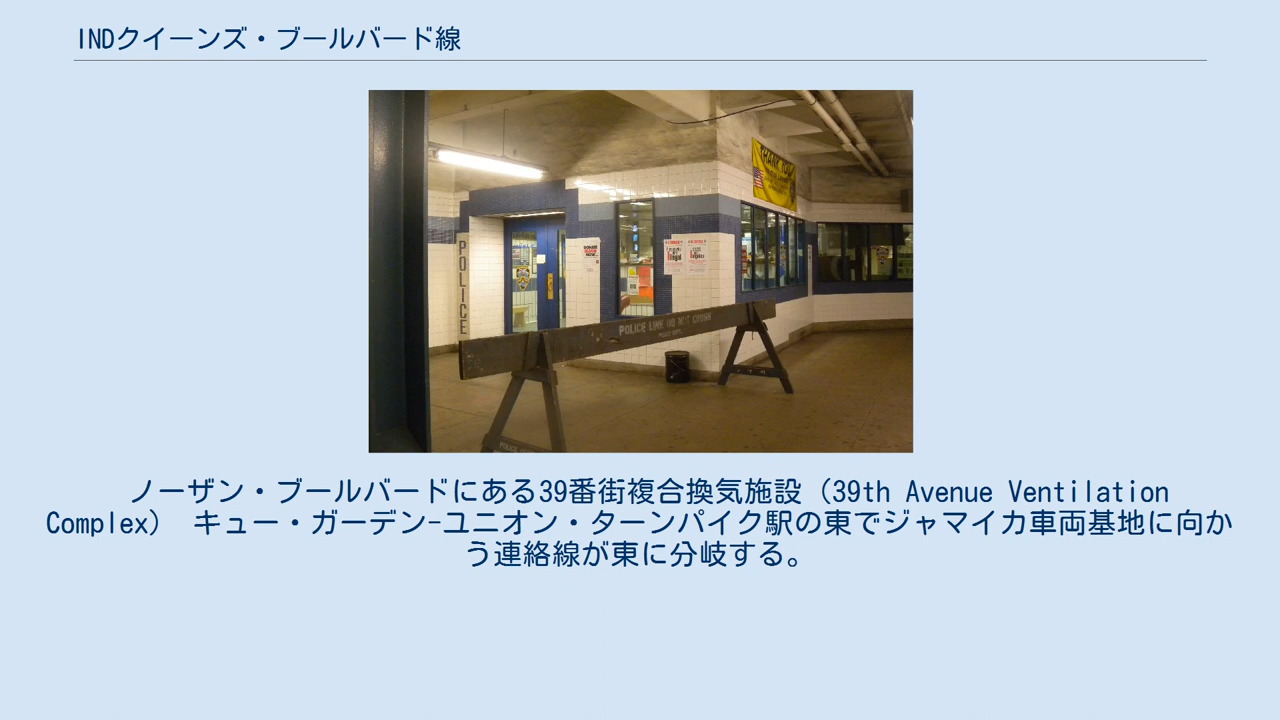 INDクイーンズ・ブールバード線
THANK YOU
POLICE
POLICE LINE DO NOT CROSS
ノーザン・ブールバードにある39番街複合換気施設（39th Avenue Ventilation
Complex） キュー・ガーデン-ユニオン・ターンパイク駅の東でジャマイカ車両基地に向か
う連絡線が東に分岐する。